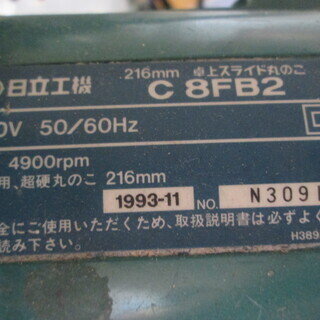 日立工機 216mm 卓上スライド丸のこ
C 8FB2
0V 50/60Hz
4900rpm
用、超硬丸のこ 216mm
1993-11 NO. N309
全にご使用いただくため、取扱説明書は必ずよく
読み下さい。
H389